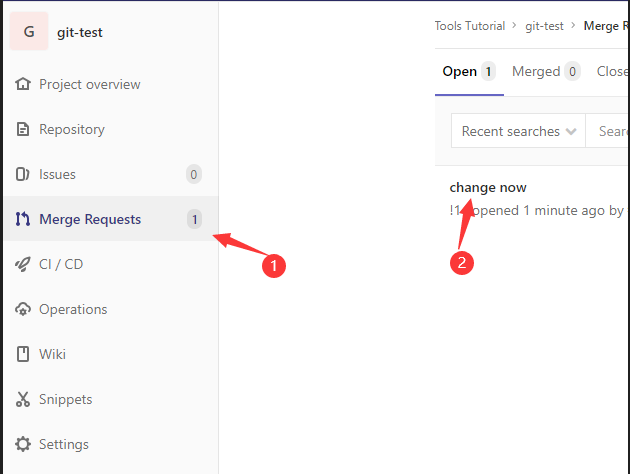 G git-test
Project overview
Repository
Issues 0
Merge Requests 1
CI / CD
Operations
Wiki
Snippets
Settings
Tools Tutorial > git-test > Merge R
Open 1 Merged 0 Close
Recent searches Sear
change now
!1 opened 1 minute ago by
1
2